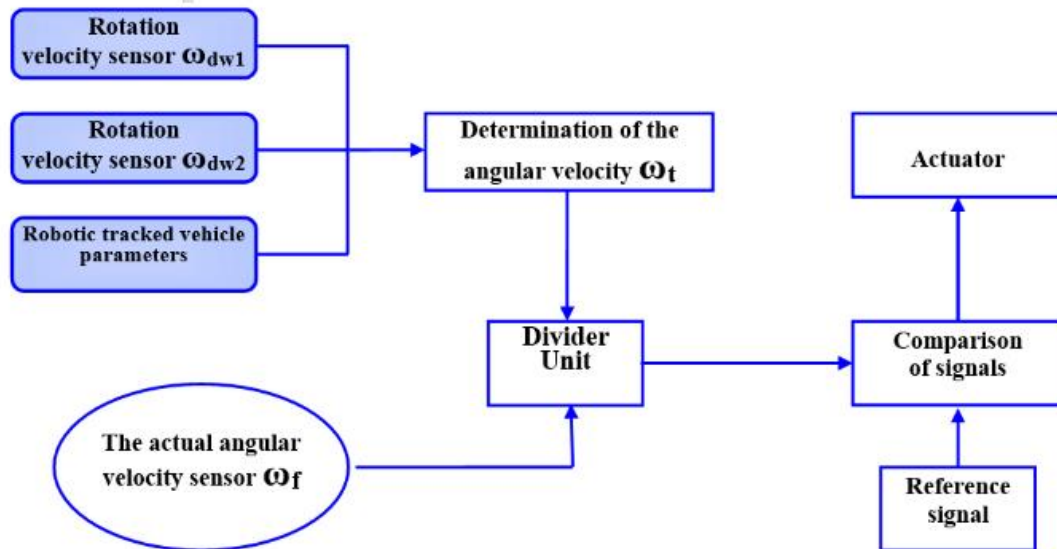 Rotation
velocity sensor ωdw1
Rotation
velocity sensor ωdw2
Robotic tracked vehicle
parameters
Determination of the
angular velocity ωt
Actuator
Divider
Unit
Comparison
of signals
The actual angular
velocity sensor ωf
Reference
signal